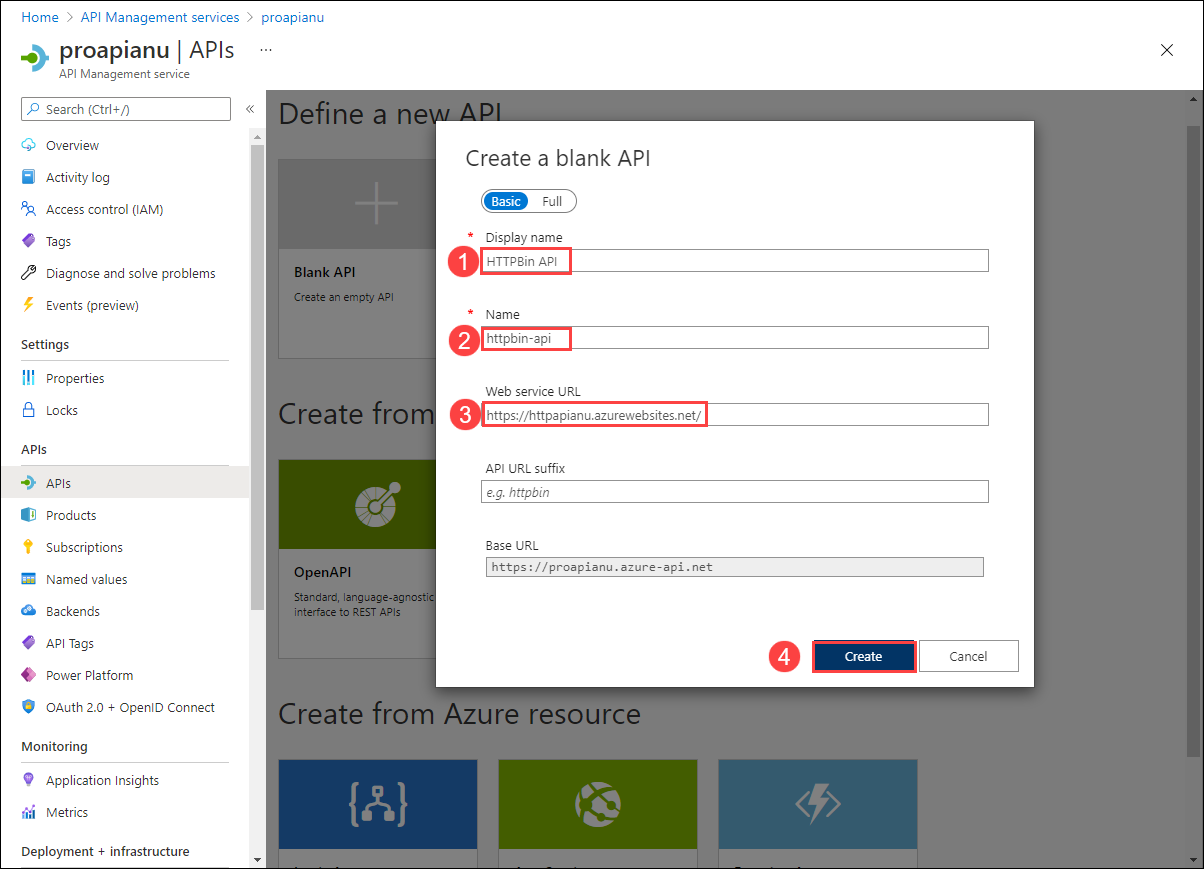 Home > API Management services > proapianu
proapianu | APIs ...
API Management service
Search (Ctrl+/)
«
Overview
Activity log
Access control (IAM)
Tags
Diagnose and solve problems
Events (preview)
Settings
Properties
Locks
APIs
APIs
Products
Subscriptions
Named values
Backends
API Tags
Power Platform
OAuth 2.0 + OpenID Connect
Monitoring
Application Insights
Metrics
Deployment + infrastructure
Define a new API
Blank API
Create an empty API
Create from
OpenAPI
Standard, language-agnostic
interface to REST APIs
Create from Azure resource
Create a blank API
Basic Full
* Display name
1 HTTPBin API
* Name
2 httpbin-api
Web service URL
3 https://httpapianu.azurewebsites.net/
API URL suffix
e.g. httpbin
Base URL
https://proapianu.azure-api.net
4 Create Cancel